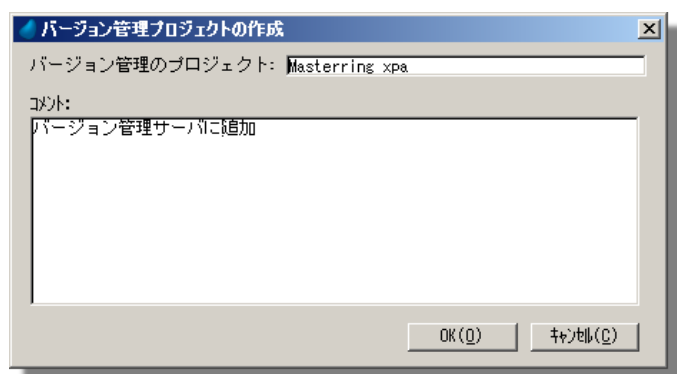 バージョン管理プロジェクトの作成
バージョン管理のプロジェクト: Masterring xpa
ｺﾒﾝﾄ:
バージョン管理サーバに追加
OK(O) ｷｬﾝｾﾙ(C)